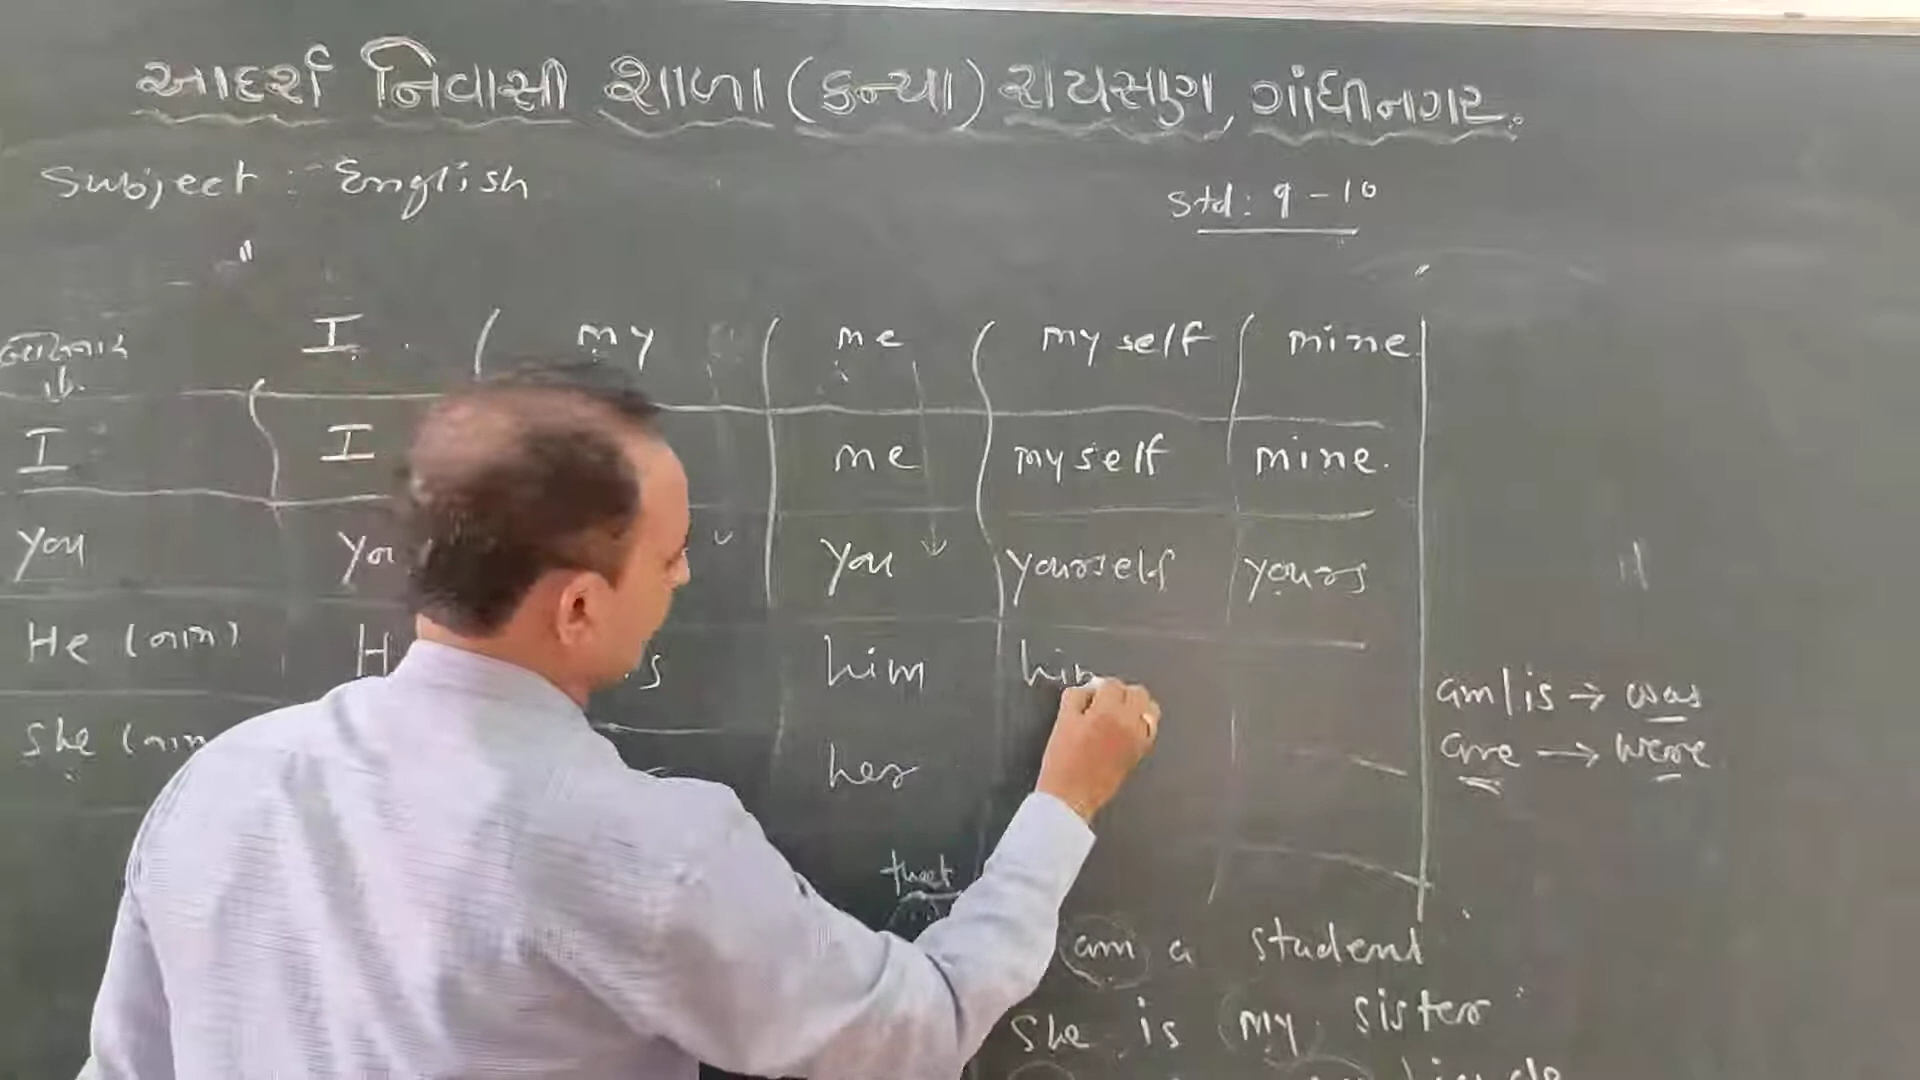 આદર્શ નિવાસી શાળા (કન્યા) રાયસણ, ગાંધીનગર.
Subject : English
Std : 9 - 10
I my me myself mine
I I me myself mine.
you you yourself yours
He (નામ) him
She her
am/is → was
are → were
am a student
She is my sister